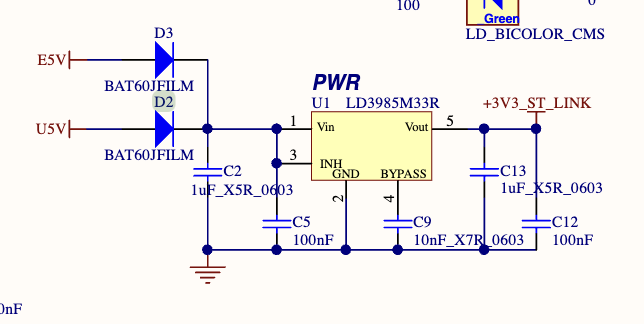 100
0
Green
LD_BICOLOR_CMS
D3
E5V
BAT60JFILM
D2
U5V
BAT60JFILM
PWR
U1 LD3985M33R
+3V3_ST_LINK
1
Vin
Vout
5
3
INH
GND
BYPASS
2
4
C2
1uF_X5R_0603
C13
1uF_X5R_0603
C5
100nF
C9
10nF_X7R_0603
C12
100nF
0nF